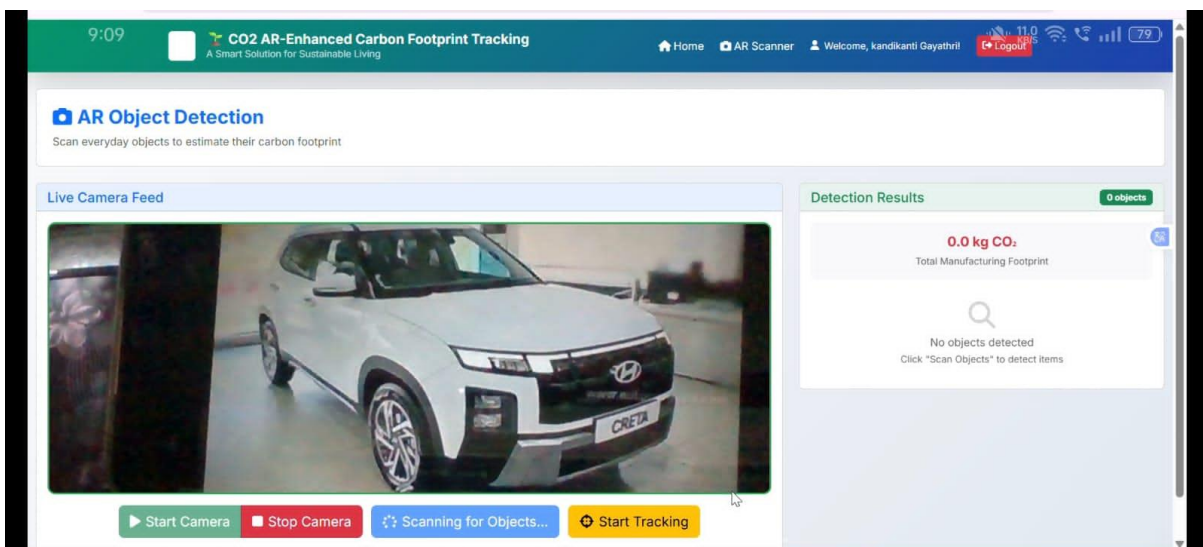 9:09
CO2 AR-Enhanced Carbon Footprint Tracking
A Smart Solution for Sustainable Living
Home
AR Scanner
Welcome, kandikanti Gayathri!
Logout
11.0
KB/S
79
AR Object Detection
Scan everyday objects to estimate their carbon footprint
Live Camera Feed
CRETA
Start Camera
Stop Camera
Scanning for Objects...
Start Tracking
Detection Results
0 objects
0.0 kg CO₂
Total Manufacturing Footprint
No objects detected
Click "Scan Objects" to detect items